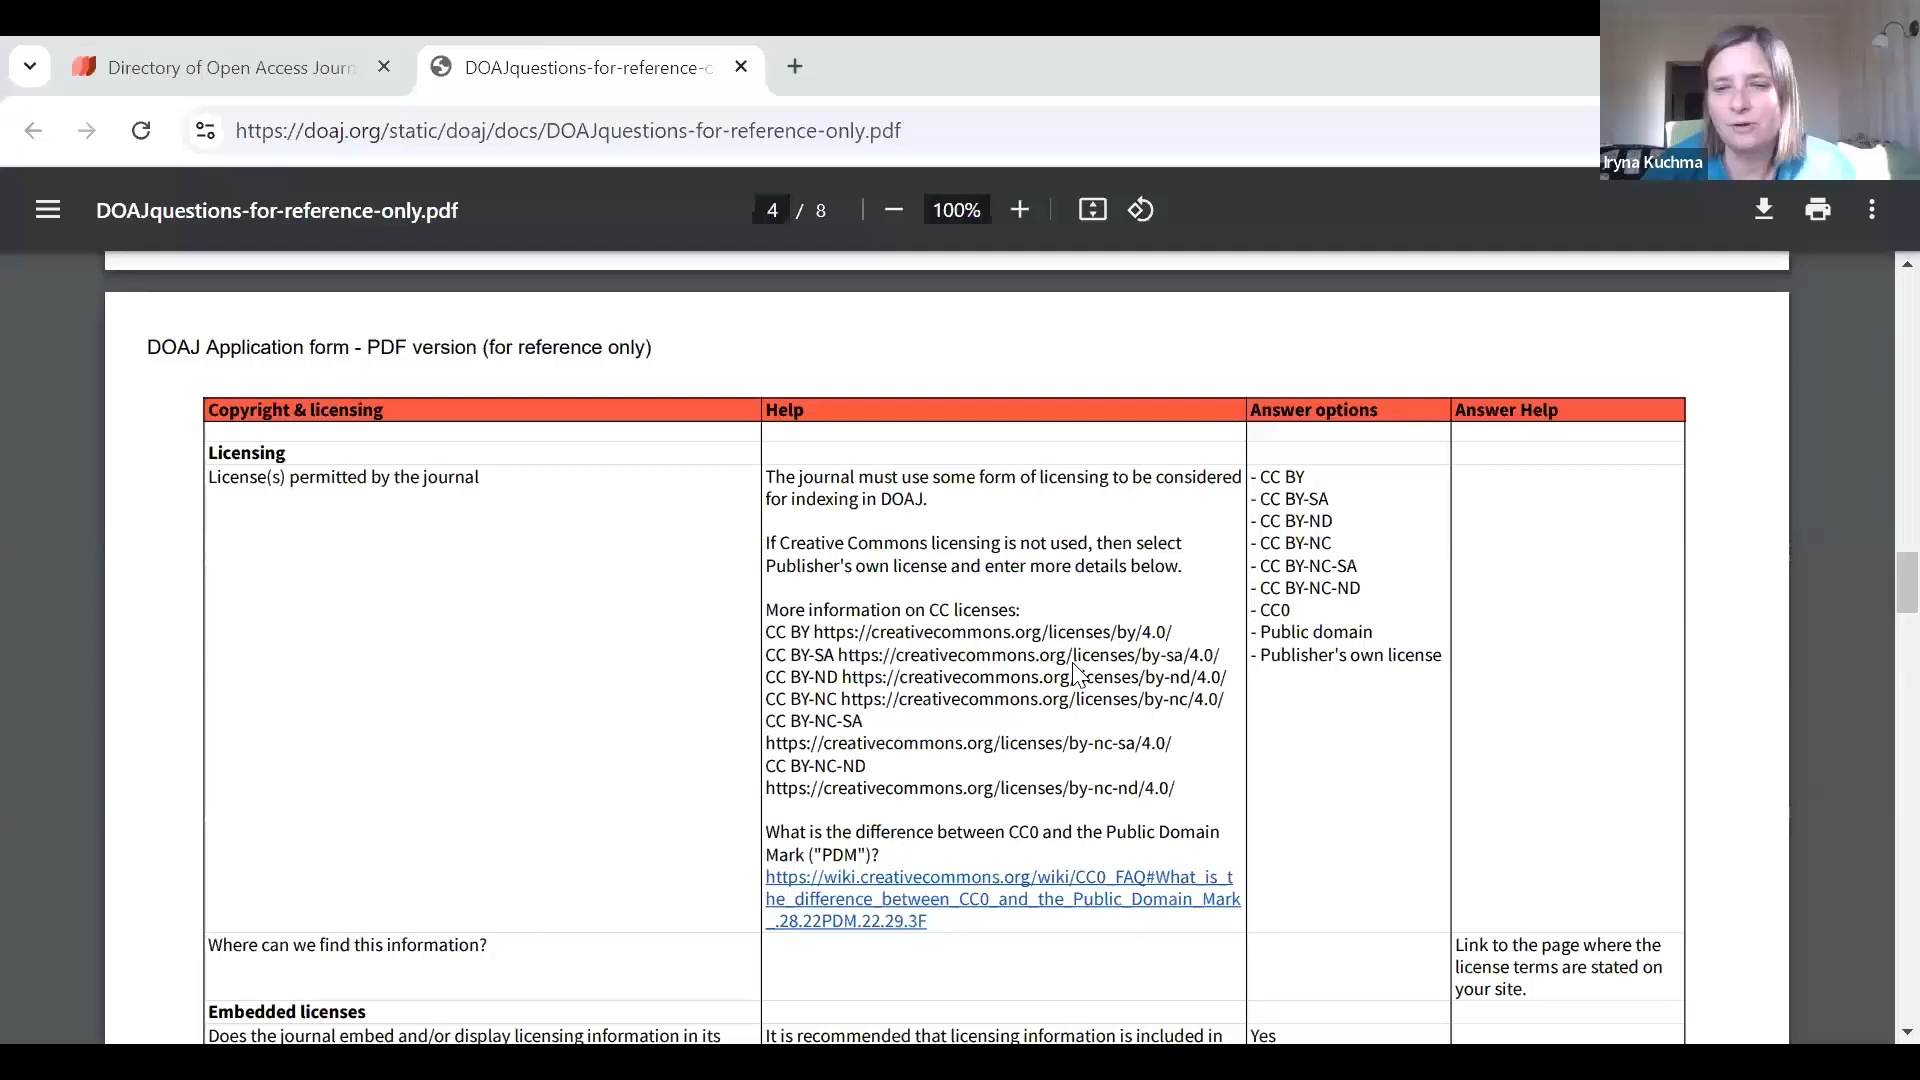 Directory of Open Access Journ
DOAJquestions-for-reference-c
https://doaj.org/static/doaj/docs/DOAJquestions-for-reference-only.pdf
Iryna Kuchma
DOAJquestions-for-reference-only.pdf
4 / 8
100%
DOAJ Application form - PDF version (for reference only)
Copyright & licensing
Help
Answer options
Answer Help
Licensing
License(s) permitted by the journal
The journal must use some form of licensing to be considered
for indexing in DOAJ.
If Creative Commons licensing is not used, then select
Publisher's own license and enter more details below.
More information on CC licenses:
CC BY https://creativecommons.org/licenses/by/4.0/
CC BY-SA https://creativecommons.org/licenses/by-sa/4.0/
CC BY-ND https://creativecommons.org/licenses/by-nd/4.0/
CC BY-NC https://creativecommons.org/licenses/by-nc/4.0/
CC BY-NC-SA
https://creativecommons.org/licenses/by-nc-sa/4.0/
CC BY-NC-ND
https://creativecommons.org/licenses/by-nc-nd/4.0/
What is the difference between CC0 and the Public Domain
Mark ("PDM")?
https://wiki.creativecommons.org/wiki/CC0_FAQ#What_is_t
he_difference_between_CC0_and_the_Public_Domain_Mark
_.28.22PDM.22.29.3F
- CC BY
- CC BY-SA
- CC BY-ND
- CC BY-NC
- CC BY-NC-SA
- CC BY-NC-ND
- CC0
- Public domain
- Publisher's own license
Where can we find this information?
Link to the page where the
license terms are stated on
your site.
Embedded licenses
Does the journal embed and/or display licensing information in its
It is recommended that licensing information is included in
Yes